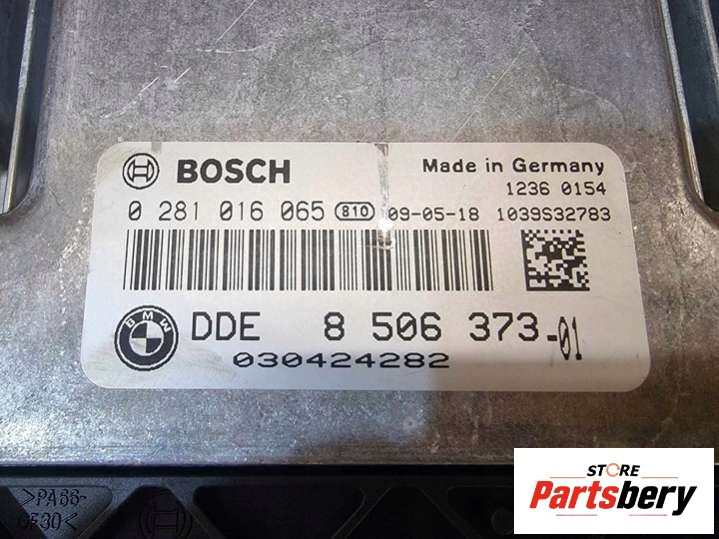 BOSCH Made in Germany
1236 0154
0 281 016 065 810 09-05-18 1039S32783
BMW DDE 8 506 373-01
030424282
>PA66-
GF30<
STORE
Partsbery